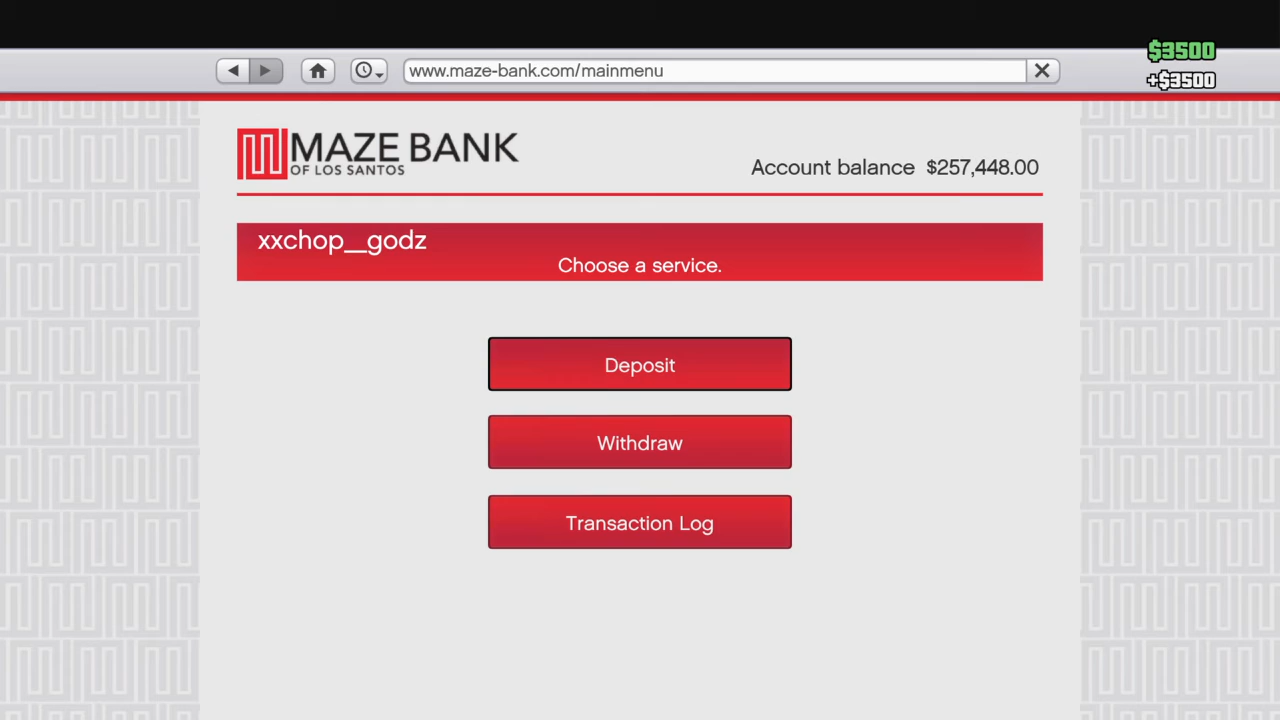 $3500
www.maze-bank.com/mainmenu
+$3500
MAZE BANK
OF LOS SANTOS
Account balance $257,448.00
xxchop__godz
Choose a service.
Deposit
Withdraw
Transaction Log